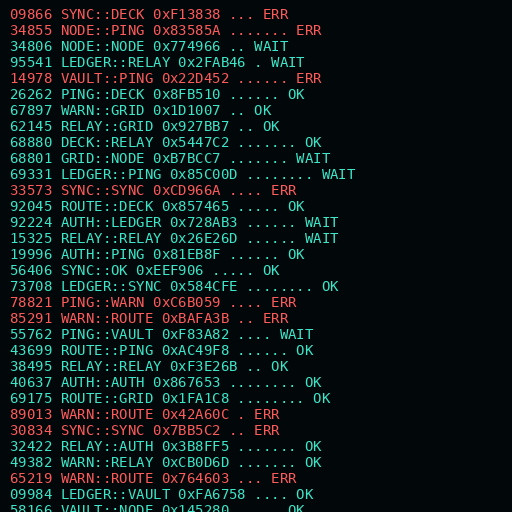 09866 SYNC::DECK 0xF13838 ... ERR
34855 NODE::PING 0x83585A ....... ERR
34806 NODE::NODE 0x774966 .. WAIT
95541 LEDGER::RELAY 0x2FAB46 . WAIT
14978 VAULT::PING 0x22D452 ...... ERR
26262 PING::DECK 0x8FB510 ...... OK
67897 WARN::GRID 0x1D1007 .. OK
62145 RELAY::GRID 0x927BB7 .. OK
68880 DECK::RELAY 0x5447C2 ....... OK
68801 GRID::NODE 0xB7BCC7 ....... WAIT
69331 LEDGER::PING 0x85C00D ........ WAIT
33573 SYNC::SYNC 0xCD966A .... ERR
92045 ROUTE::DECK 0x857465 ..... OK
92224 AUTH::LEDGER 0x728AB3 ...... WAIT
15325 RELAY::RELAY 0x26E26D ...... WAIT
19996 AUTH::PING 0x81EB8F ...... OK
56406 SYNC::OK 0xEEF906 ..... OK
73708 LEDGER::SYNC 0x584CFE ........ OK
78821 PING::WARN 0xC6B059 .... ERR
85291 WARN::ROUTE 0xBAFA3B .. ERR
55762 PING::VAULT 0xF83A82 .... WAIT
43699 ROUTE::PING 0xAC49F8 ...... OK
38495 RELAY::RELAY 0xF3E26B .. OK
40637 AUTH::AUTH 0x867653 ........ OK
69175 ROUTE::GRID 0x1FA1C8 ........ OK
89013 WARN::ROUTE 0x42A60C . ERR
30834 SYNC::SYNC 0x7BB5C2 .. ERR
32422 RELAY::AUTH 0x3B8FF5 ....... OK
49382 WARN::RELAY 0xCB0D6D ....... OK
65219 WARN::ROUTE 0x764603 ... ERR
09984 LEDGER::VAULT 0xFA6758 .... OK
58166 VAULT::NODE 0x145280 ...... OK